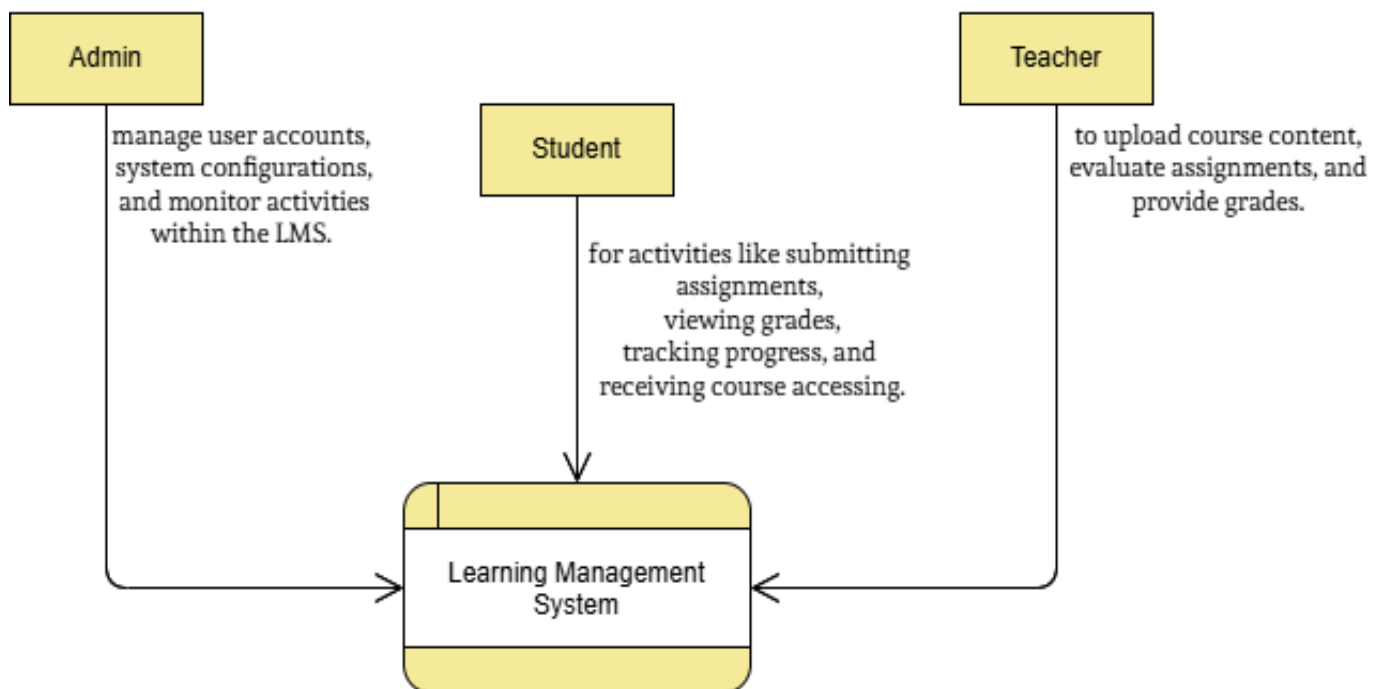 Admin
manage user accounts,
system configurations,
and monitor activities
within the LMS.
Student
for activities like submitting
assignments,
viewing grades,
tracking progress, and
receiving course accessing.
Teacher
to upload course content,
evaluate assignments, and
provide grades.
Learning Management
System